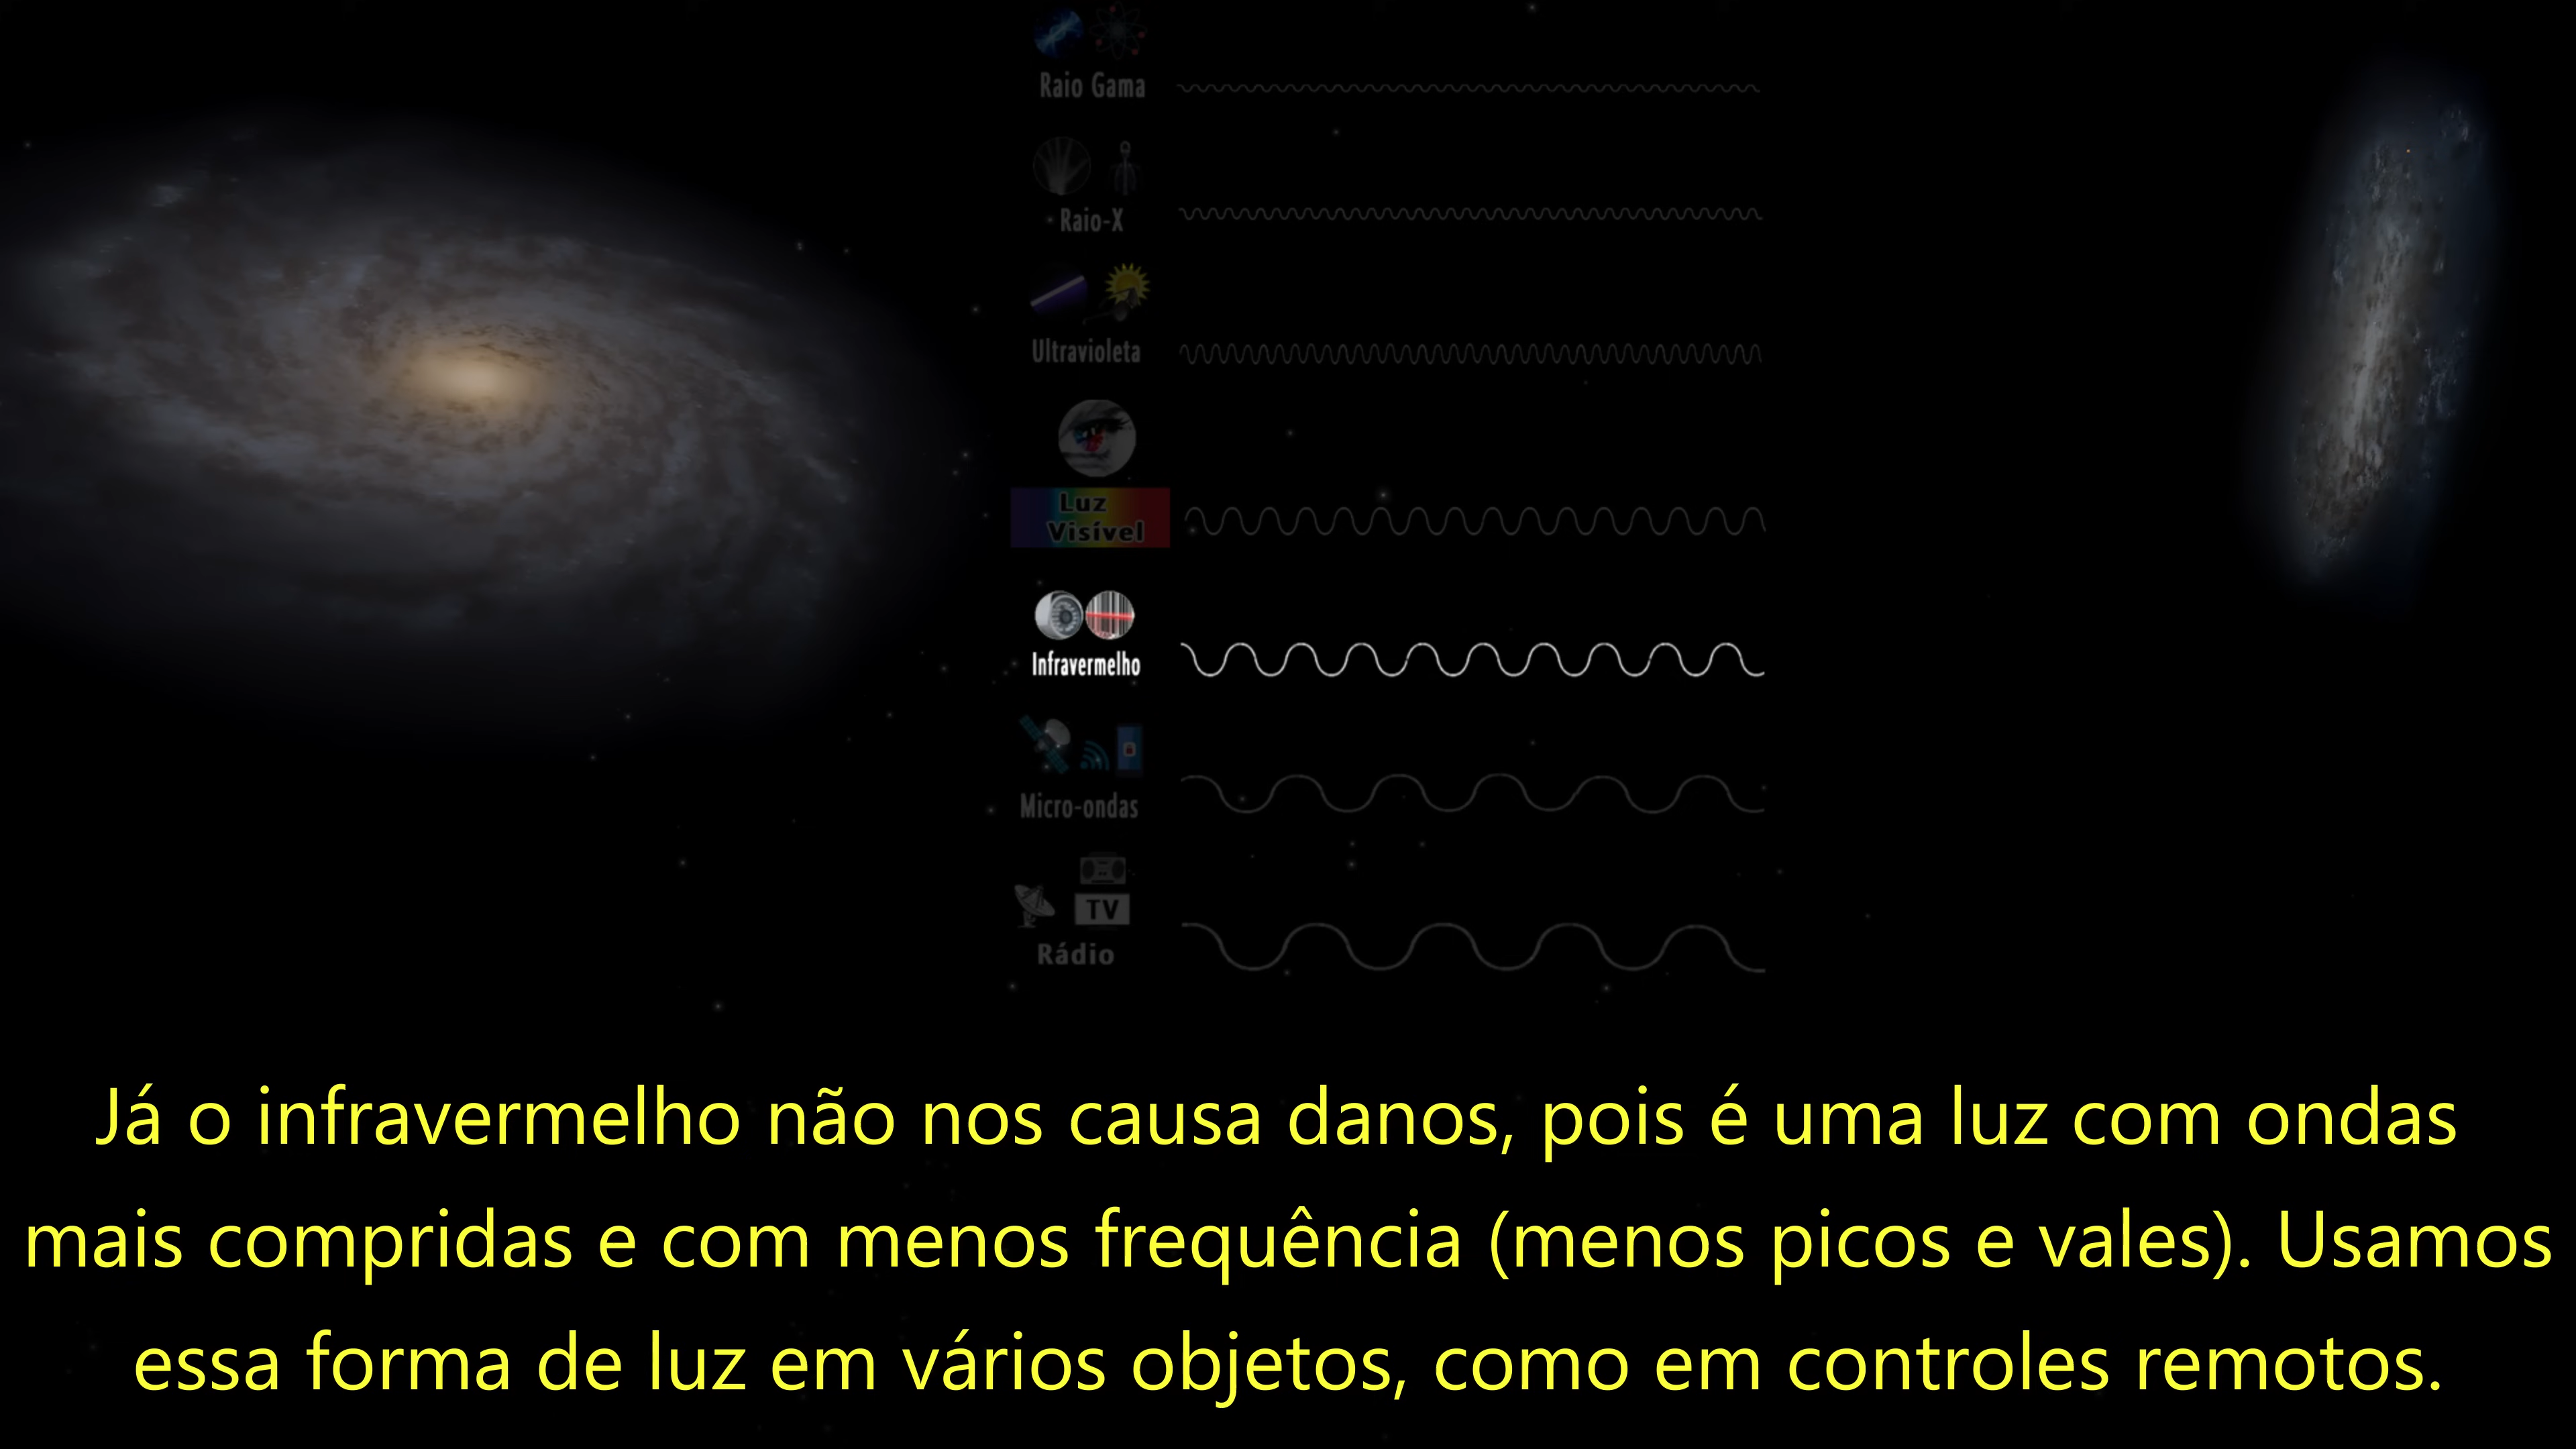 Raio Gama
Raio-X
Ultravioleta
Luz
Visível
Infravermelho
Micro-ondas
TV
Rádio
Já o infravermelho não nos causa danos, pois é uma luz com ondas
mais compridas e com menos frequência (menos picos e vales). Usamos
essa forma de luz em vários objetos, como em controles remotos.